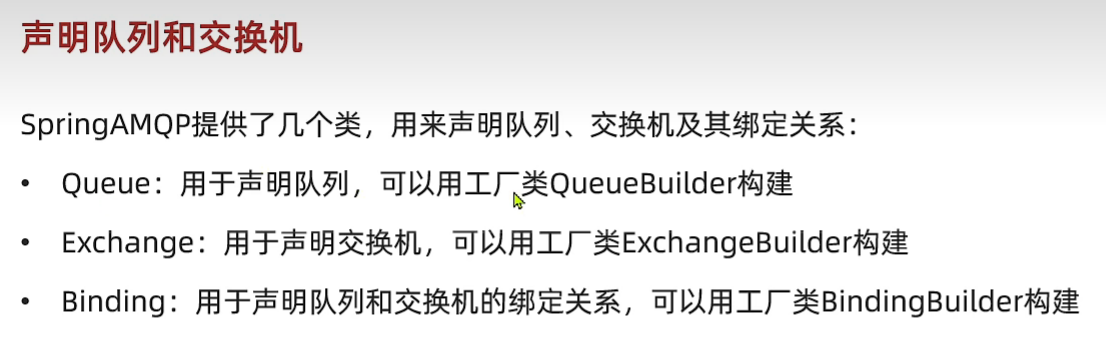 声明队列和交换机
SpringAMQP提供了几个类，用来声明队列、交换机及其绑定关系：
• Queue：用于声明队列，可以用工厂类QueueBuilder构建
• Exchange：用于声明交换机，可以用工厂类ExchangeBuilder构建
• Binding：用于声明队列和交换机的绑定关系，可以用工厂类BindingBuilder构建